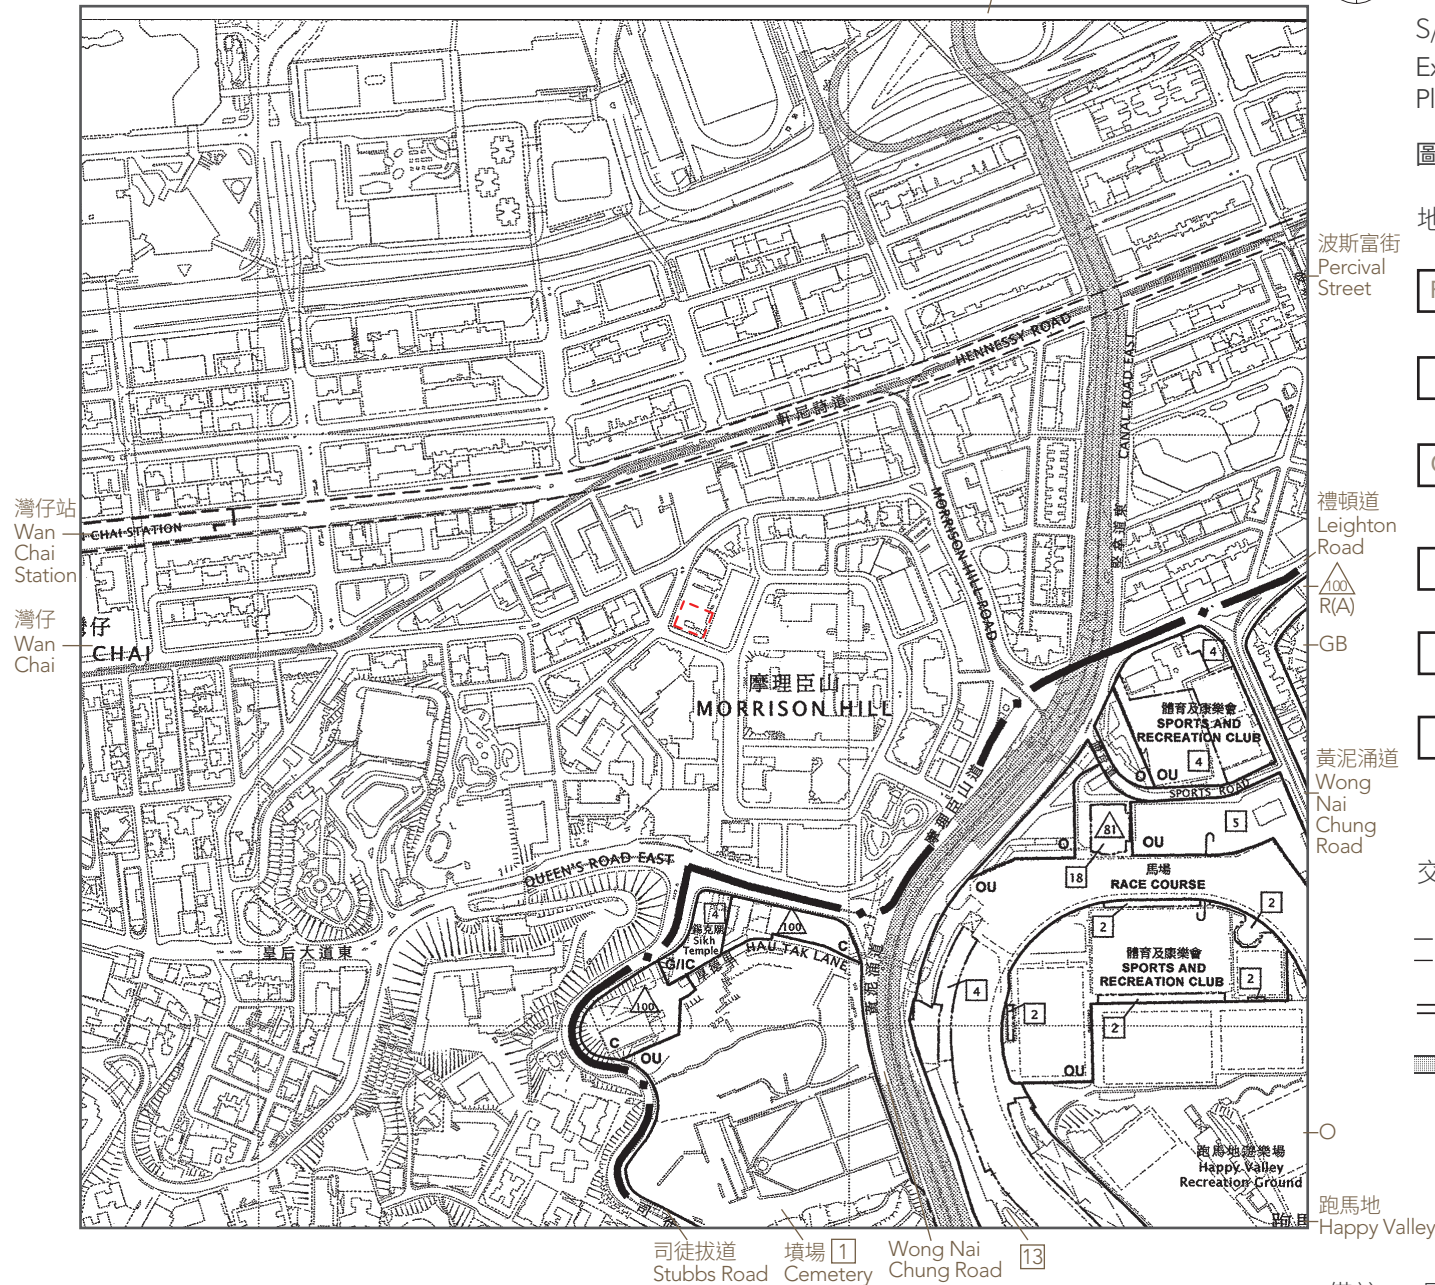 S/
Ex
Pl
圖
地
波斯富街
Percival
Street
HENNESSY ROAD
軒尼詩道
CANAL ROAD EAST
堅拿道東
MORRISON HILL ROAD
灣仔站
Wan
Chai
Station
CHAI STATION
禮頓道
Leighton
Road
100
R(A)
灣仔
Wan
Chai
仔
CHAI
GB
4
摩理臣山
MORRISON HILL
體育及康樂會
SPORTS AND
RECREATION CLUB
4
O
OU
SPORTS ROAD
黃泥涌道
Wong
Nai
Chung
Road
摩理臣山道
81
5
O
OU
QUEEN'S ROAD EAST
馬場
RACE COURSE
18
OU
交
4
錫克廟
Sikh
Temple
G/IC
100
C
HAU TAK LANE
厚德里
2
2
皇后大道東
體育及康樂會
SPORTS AND
RECREATION CLUB
2
黃泥涌道
4
100
2
2
C
OU
OU
O
跑馬地遊樂場
Happy Valley
Recreation Ground
跑馬地
Happy Valley
司徒拔道
Stubbs Road
墳場 1
Cemetery
Wong Nai
Chung Road
13